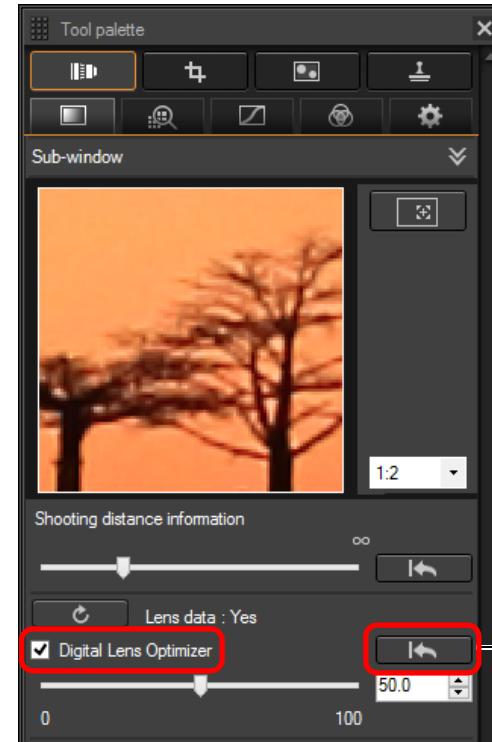 Tool palette
Sub-window
1:2
Shooting distance information
∞
Lens data : Yes
Digital Lens Optimizer
50.0
0 100